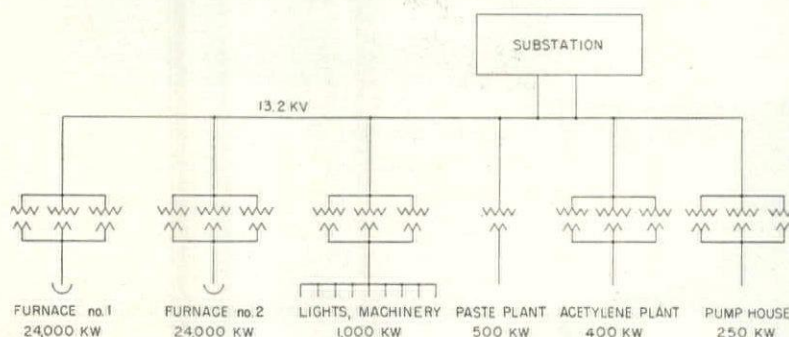 SUBSTATION
13.2 KV
FURNACE no.1
24,000 KW
FURNACE no.2
24,000 KW
LIGHTS, MACHINERY
1,000 KW
PASTE PLANT
500 KW
ACETYLENE PLANT
400 KW
PUMP HOUSE
250 KW